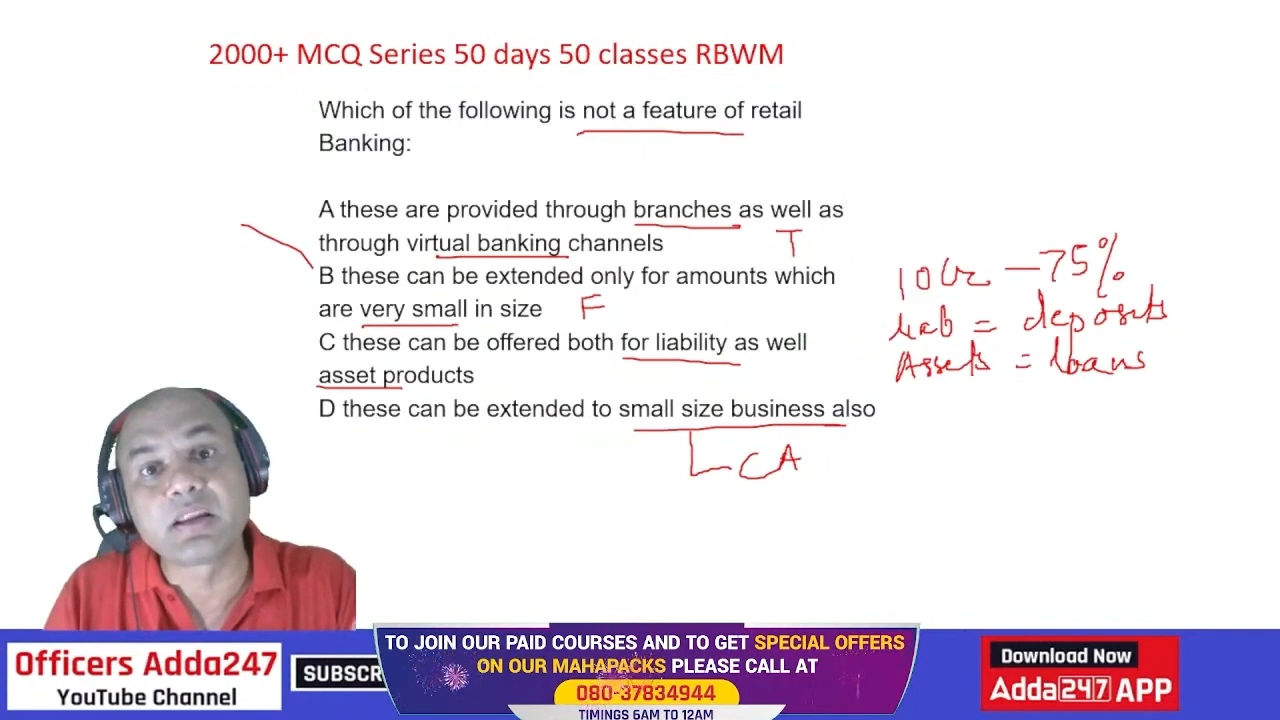 2000+ MCQ Series 50 days 50 classes RBWM
Which of the following is not a feature of retail
Banking:
A these are provided through branches as well as
through virtual banking channels
T
B these can be extended only for amounts which
are very small in size
F
C these can be offered both for liability as well
asset products
D these can be extended to small size business also
CA
10Cr — 75%
Liab = deposits
Assets = loans
Officers Adda247
YouTube Channel
SUBSCR
TO JOIN OUR PAID COURSES AND TO GET SPECIAL OFFERS
ON OUR MAHAPACKS PLEASE CALL AT
080-37834944
TIMINGS 6AM TO 12AM
Download Now
Adda247 APP